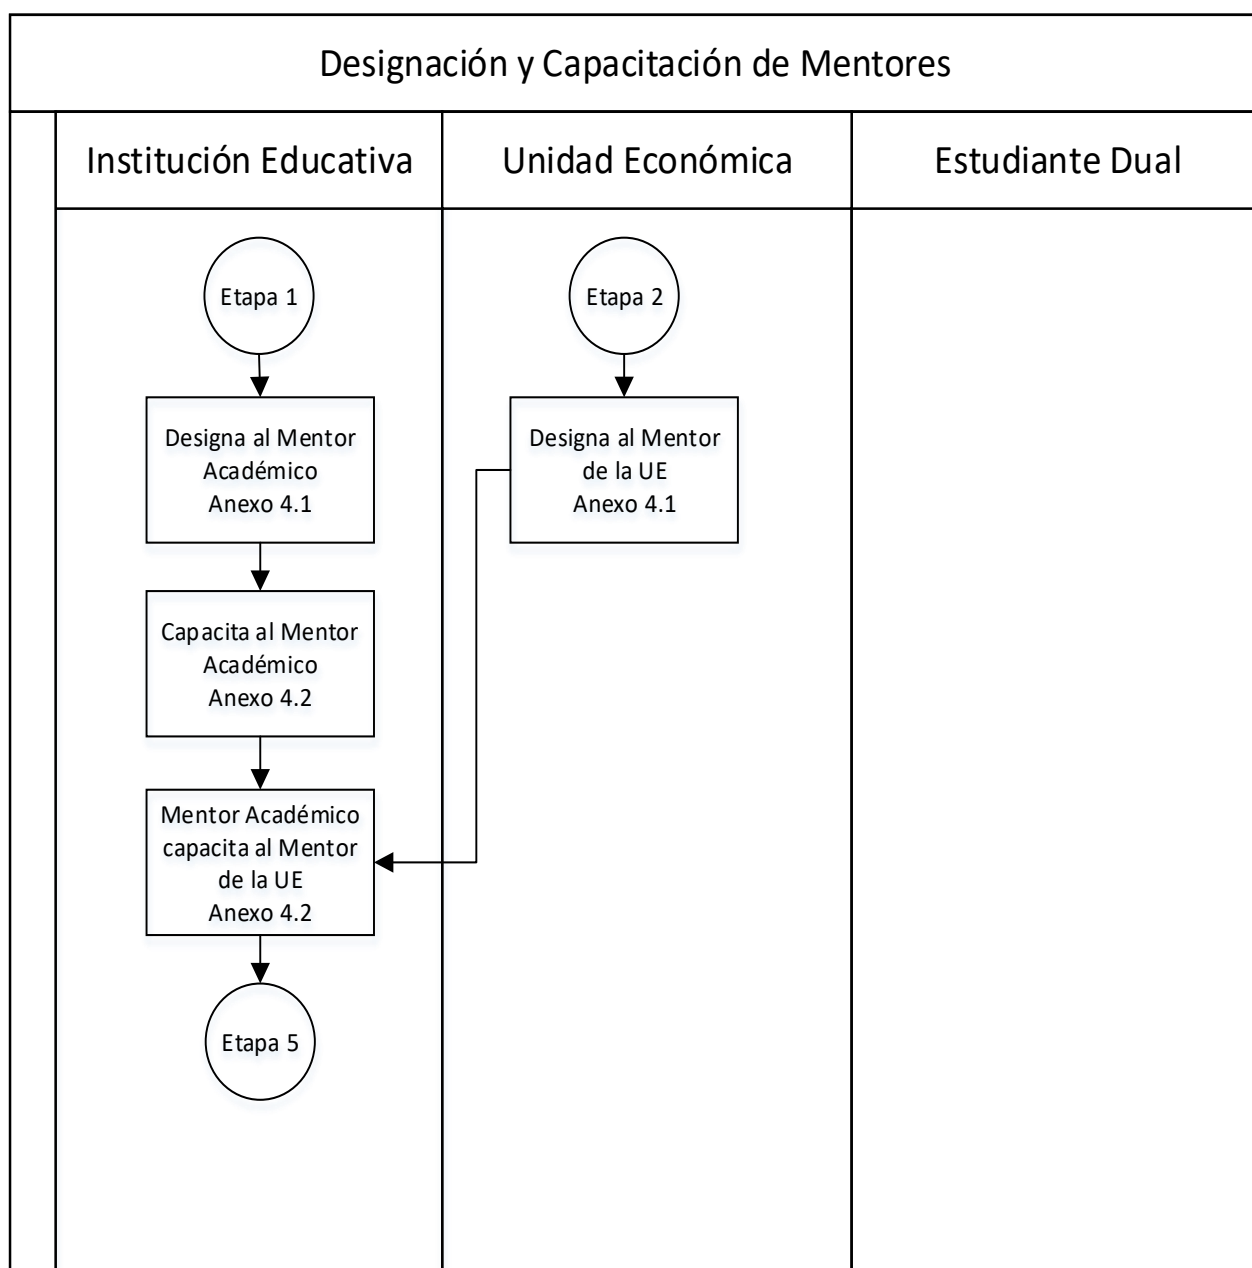 Designación y Capacitación de Mentores
Institución Educativa
Unidad Económica
Estudiante Dual
Etapa 1
Designa al Mentor
Académico
Anexo 4.1
Capacita al Mentor
Académico
Anexo 4.2
Mentor Académico
capacita al Mentor
de la UE
Anexo 4.2
Etapa 5
Etapa 2
Designa al Mentor
de la UE
Anexo 4.1